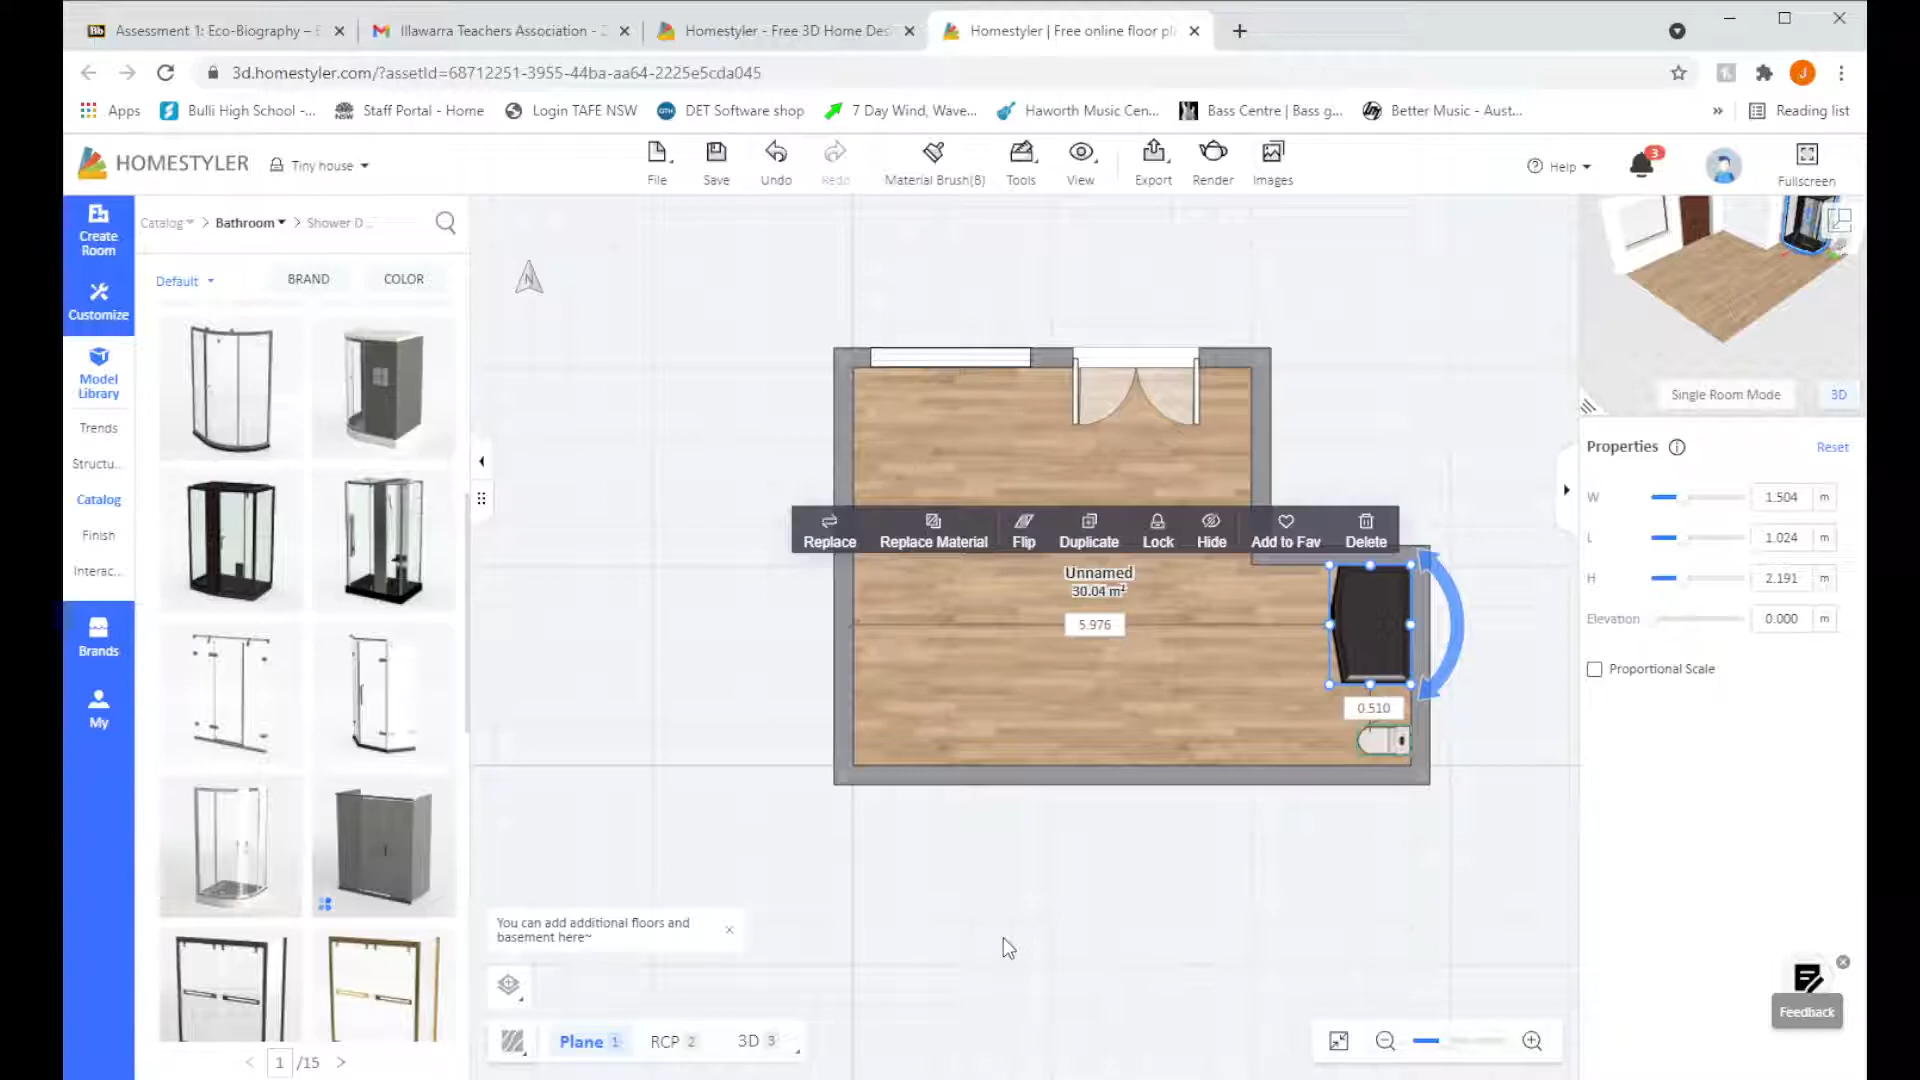 Assessment 1: Eco-Biography –
Illawarra Teachers Association -
Homestyler - Free 3D Home Des
Homestyler | Free online floor pl
3d.homestyler.com/?assetId=68712251-3955-44ba-aa64-2225e5cda045
J
Apps
Bulli High School -...
Staff Portal - Home
Login TAFE NSW
DET Software shop
7 Day Wind, Wave...
Haworth Music Cen...
Bass Centre | Bass g...
Better Music - Aust...
»
Reading list
HOMESTYLER
Tiny house
File
Save
Undo
Redo
Material Brush(B)
Tools
View
Export
Render
Images
Help
3
Fullscreen
Create Room
Customize
Model Library
Trends
Structu...
Catalog
Finish
Interac...
Brands
My
Catalog > Bathroom > Shower D...
Default
BRAND
COLOR
< 1 /15 >
N
Replace
Replace Material
Flip
Duplicate
Lock
Hide
Add to Fav
Delete
Unnamed
30.04 m²
5.976
0.510
You can add additional floors and
basement here~
Plane 1
RCP 2
3D 3
Single Room Mode
3D
Properties
Reset
W 1.504 m
L 1.024 m
H 2.191 m
Elevation 0.000 m
Proportional Scale
Feedback